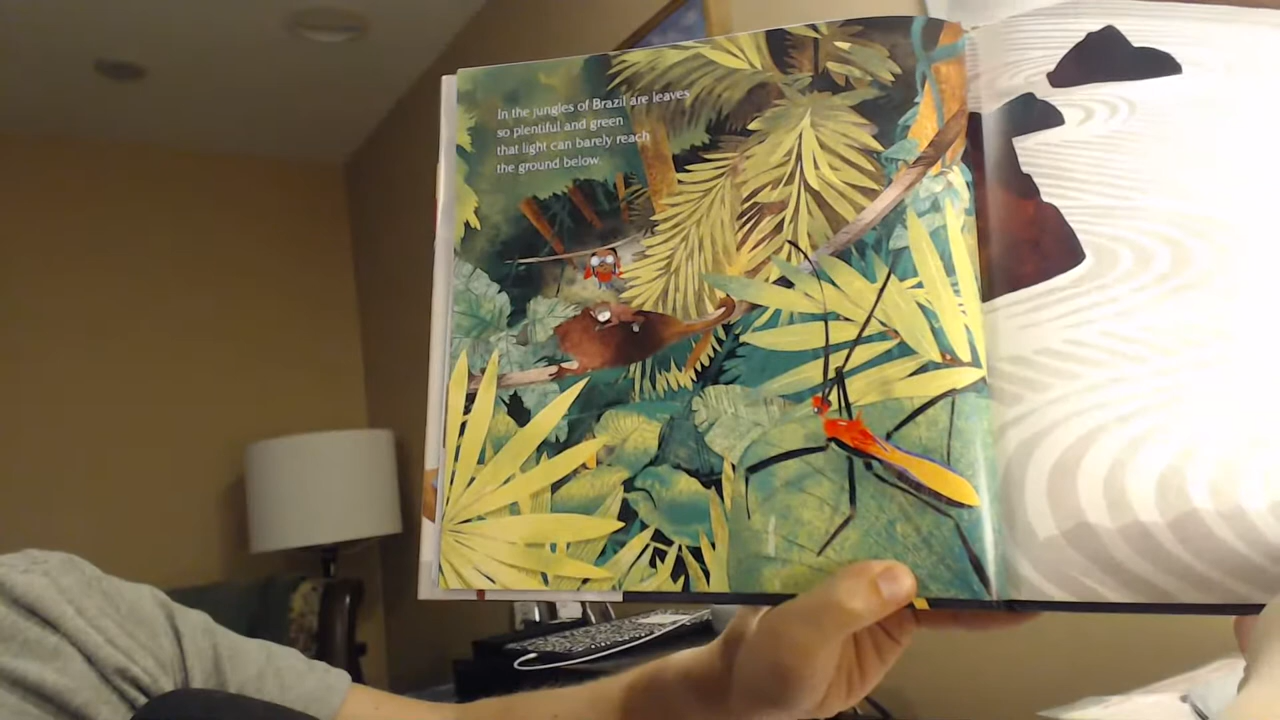 In the jungles of Brazil are leaves
so plentiful and green
that light can barely reach
the ground below.